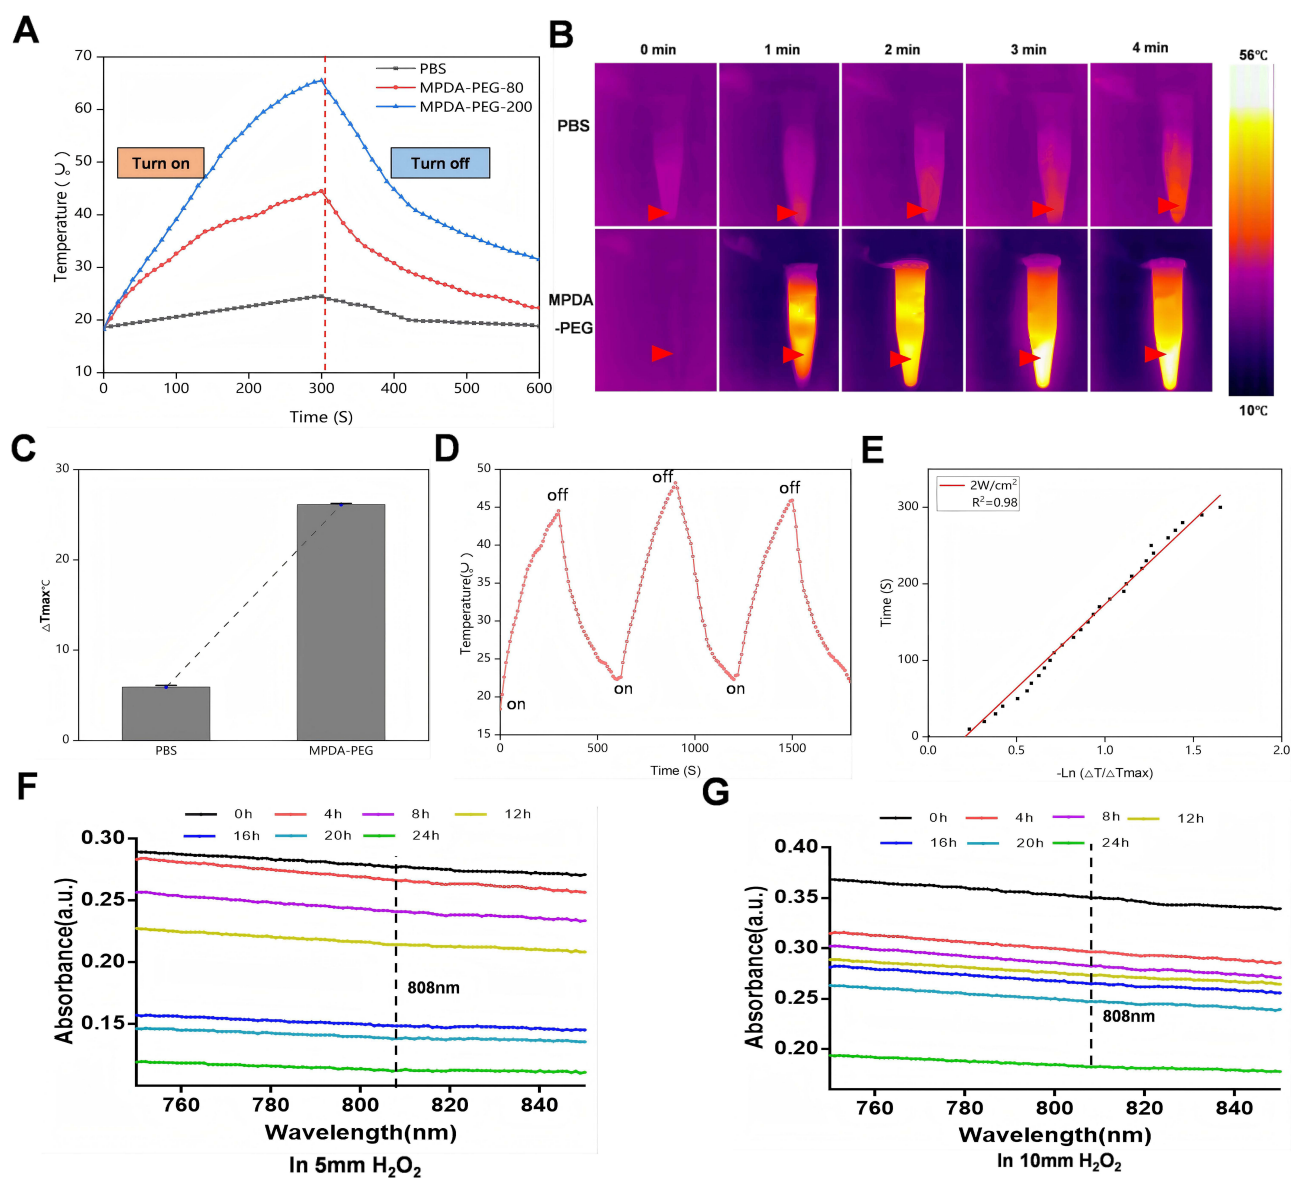 A
70
60
50
40
30
20
10
0
100
200
300
400
500
600
Temperature (℃)
Time (S)
PBS
MPDA-PEG-80
MPDA-PEG-200
Turn on
Turn off
B
0 min
1 min
2 min
3 min
4 min
PBS
MPDA
-PEG
56℃
10℃
C
30
20
10
0
△Tmax℃
PBS
MPDA-PEG
D
50
45
40
35
30
25
20
15
0
500
1000
1500
Temperature(℃)
Time (S)
off
off
off
on
on
on
E
2W/cm²
R²=0.98
300
200
100
0
0.0
0.5
1.0
1.5
2.0
Time (S)
-Ln (△T/△Tmax)
F
0h
4h
8h
12h
16h
20h
24h
0.30
0.25
0.20
0.15
760
780
800
820
840
Absorbance(a.u.)
808nm
Wavelength(nm)
In 5mm H₂O₂
G
0h
4h
8h
12h
16h
20h
24h
0.40
0.35
0.30
0.25
0.20
760
780
800
820
840
Absorbance(a.u.)
808nm
Wavelength(nm)
In 10mm H₂O₂